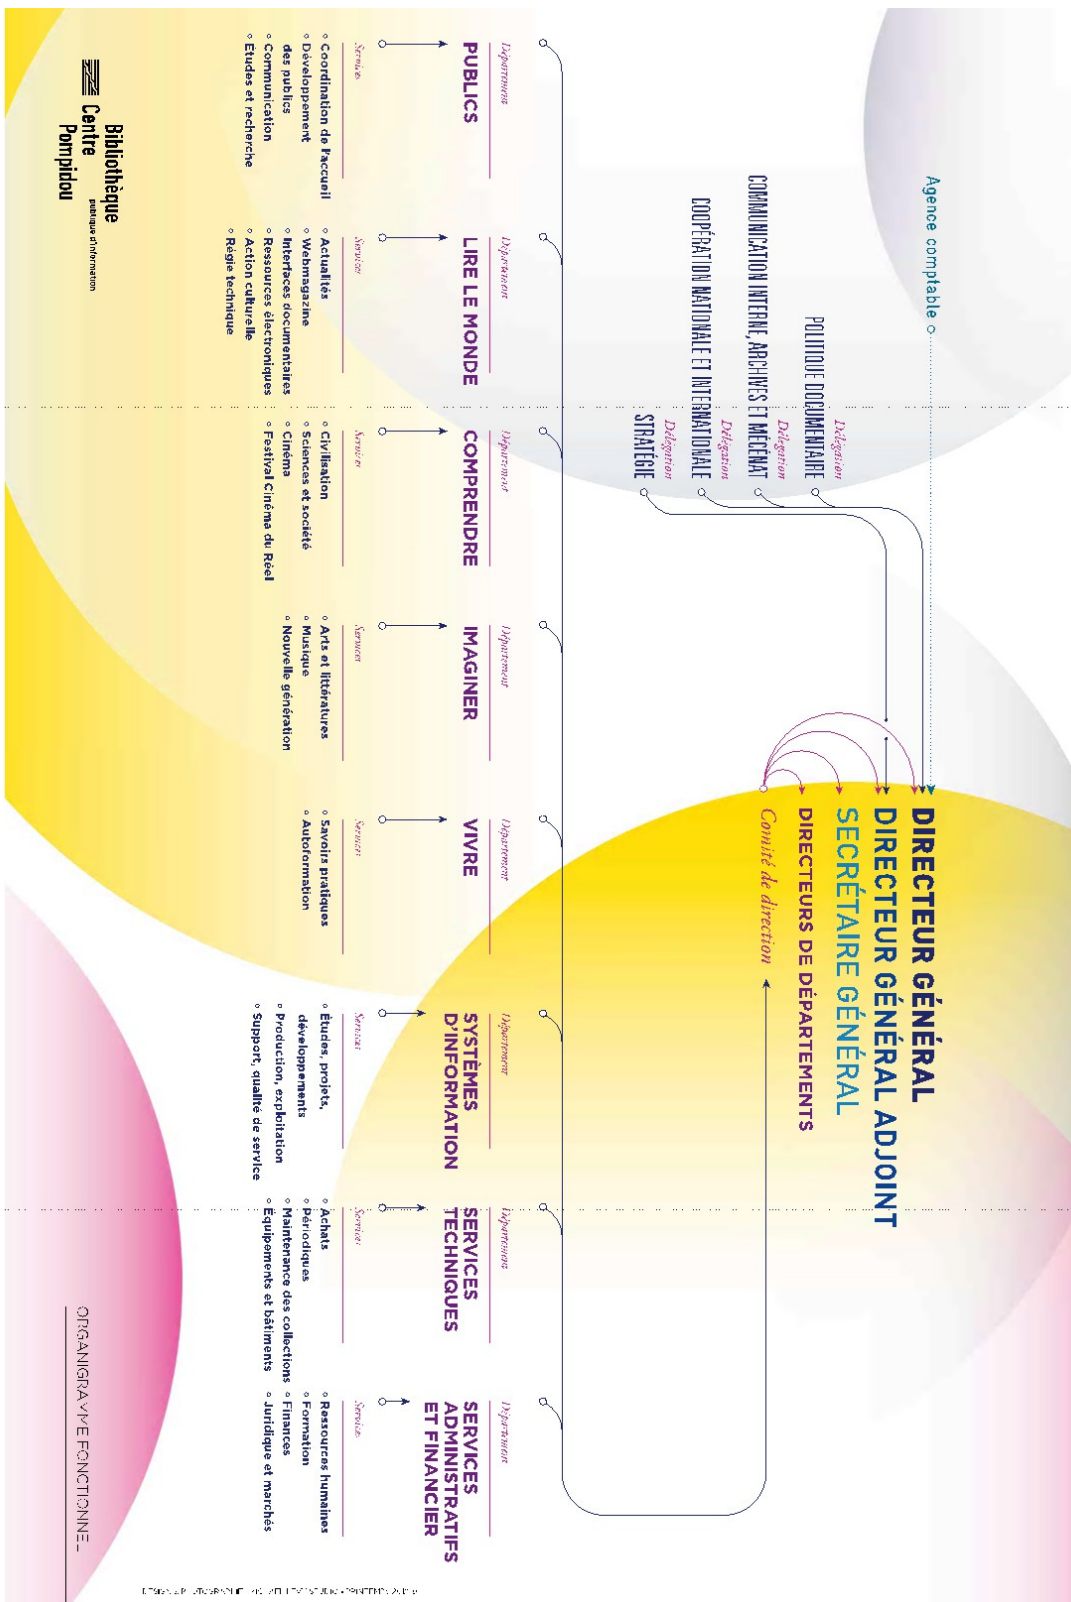 Agence comptable
DIRECTEUR GÉNÉRAL
DIRECTEUR GÉNÉRAL ADJOINT
SECRÉTAIRE GÉNÉRAL
DIRECTEURS DE DÉPARTEMENTS
Comité de direction
Délégation
POLITIQUE DOCUMENTAIRE
Délégation
COMMUNICATION INTERNE, ARCHIVES ET MÉCÉNAT
Délégation
COOPÉRATION NATIONALE ET INTERNATIONALE
Délégation
STRATÉGIE
Département
PUBLICS
Services
Coordination de l'accueil
Développement
des publics
Communication
Études et recherche
Département
LIRE LE MONDE
Services
Actualités
Webmagazine
Interfaces documentaires
Ressources électroniques
Action culturelle
Régie technique
Département
COMPRENDRE
Services
Civilisation
Sciences et société
Cinéma
Festival Cinéma du Réel
Département
IMAGINER
Services
Arts et littératures
Musique
Nouvelle génération
Département
VIVRE
Services
Savoirs pratiques
Autoformation
Département
SYSTÈMES
D'INFORMATION
Services
Études, projets,
développements
Production, exploitation
Support, qualité de service
Département
SERVICES
TECHNIQUES
Services
Achats
Périodiques
Maintenance des collections
Équipements et bâtiments
Département
SERVICES
ADMINISTRATIFS
ET FINANCIER
Services
Ressources humaines
Formation
Finances
Juridique et marchés
Bibliothèque
publique d'information
Centre
Pompidou
ORGANIGRAMME FONCTIONNEL